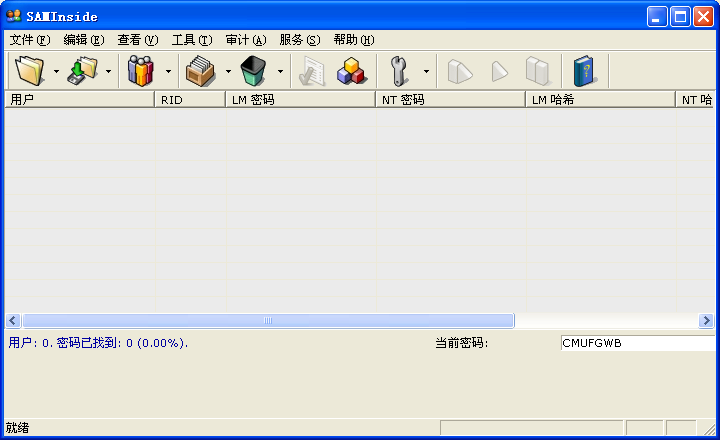 SAMInside
文件(F) 编辑(E) 查看(V) 工具(T) 审计(A) 服务(S) 帮助(H)
用户 RID LM 密码 NT 密码 LM 哈希 NT 哈
用户: 0. 密码已找到: 0 (0.00%). 当前密码: CMUFGWB
就绪